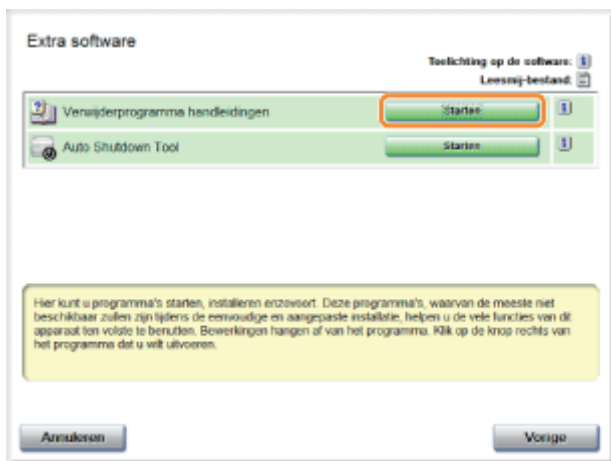 Extra software
Toelichting op de software:
Leesmij-bestand:
Verwijderprogramma handleidingen
Starten
Auto Shutdown Tool
Starten
Hier kunt u programma's starten, installeren enzovoort. Deze programma's, waarvan de meeste niet
beschikbaar zullen zijn tijdens de eenvoudige en aangepaste installatie, helpen u de vele functies van dit
apparaat ten volste te benutten. Bewerkingen hangen af van het programma. Klik op de knop rechts van
het programma dat u wilt uitvoeren.
Annuleren
Vorige